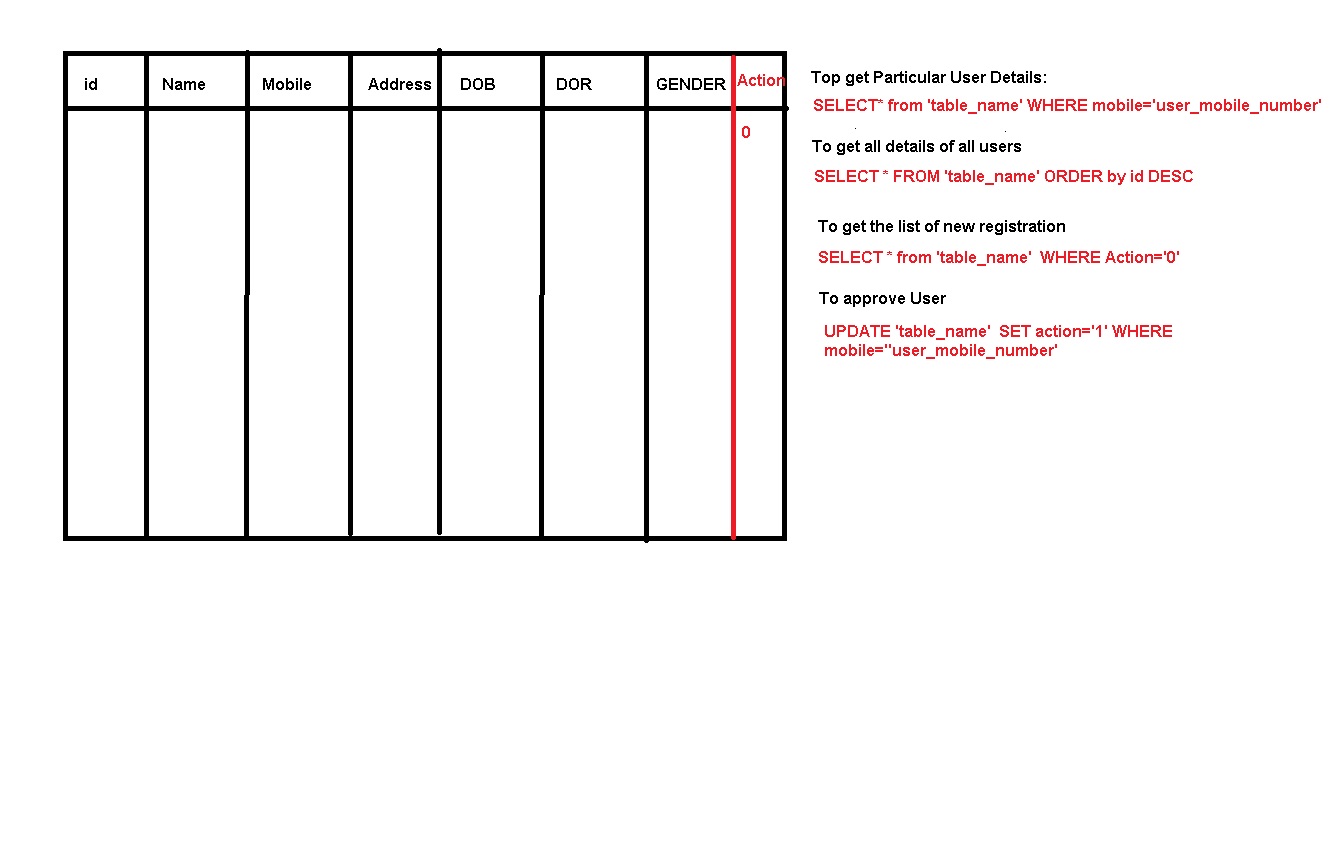 id Name Mobile Address DOB DOR GENDER Action
0
Top get Particular User Details:
SELECT* from 'table_name' WHERE mobile='user_mobile_number'
To get all details of all users
SELECT * FROM 'table_name' ORDER by id DESC
To get the list of new registration
SELECT * from 'table_name'  WHERE Action='0'
To approve User
UPDATE 'table_name'  SET action='1' WHERE
mobile=''user_mobile_number'